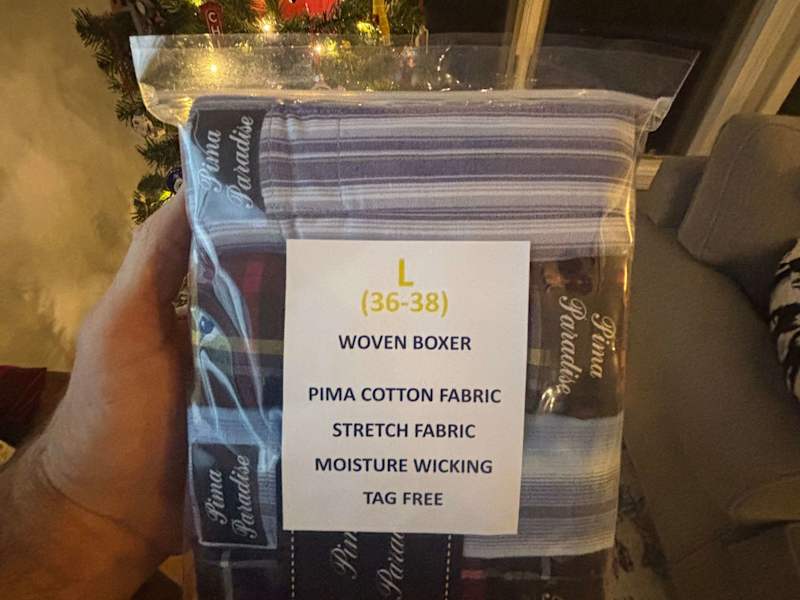 Pima
Paradise
L
(36-38)
WOVEN BOXER
PIMA COTTON FABRIC
STRETCH FABRIC
MOISTURE WICKING
TAG FREE
Pima
Paradise
Pima
Paradise